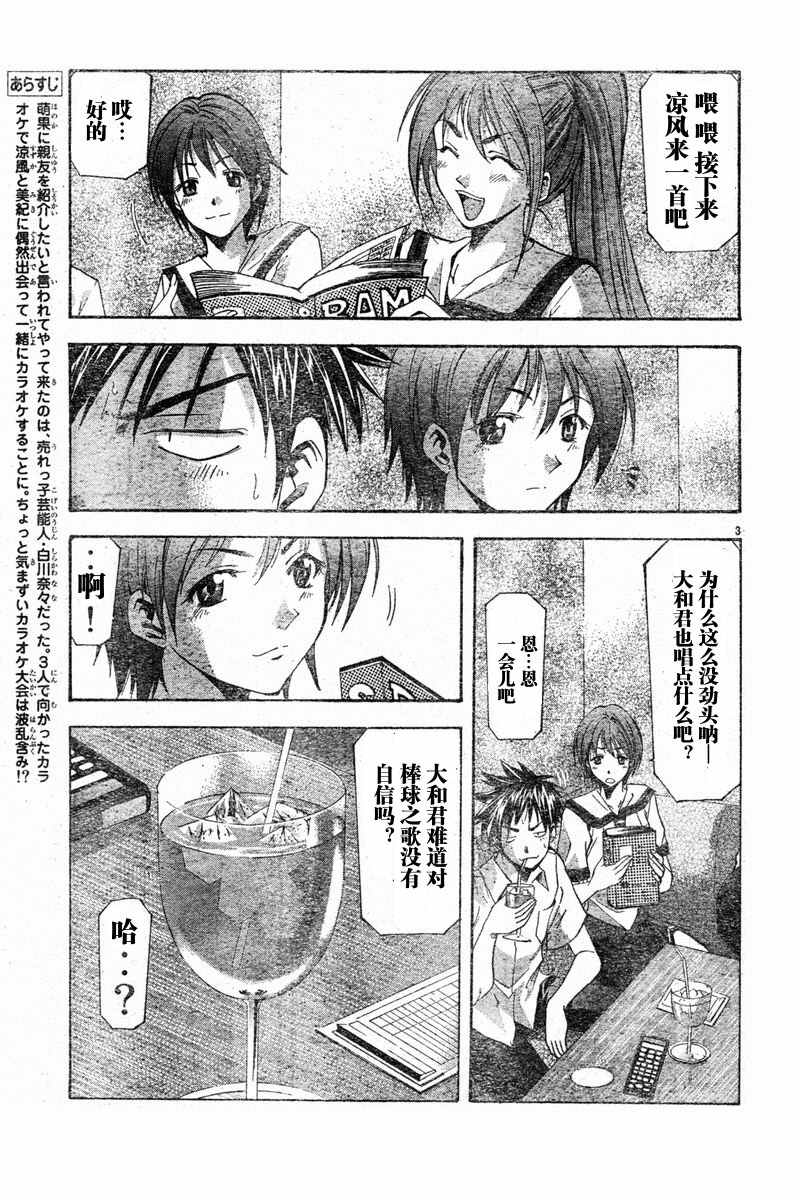 あらすじ
萌果に親友を紹介したいと言われてやって来たのは、売れっ子芸能人・白川奈々だった。3人で向かったカラ
オケで涼風と美紀に偶然出会って一緒にカラオケすることに。ちょっと気まずいカラオケ大会は波乱含み!?
喂 喂 接下来
凉风来一首吧
哎…
好的
RAM
3
…啊！
为什么这么没劲头呐—
大和君也唱点什么吧？
恩…恩
一会儿吧
大和君难道对
棒球之歌没有
自信吗？
哈…？